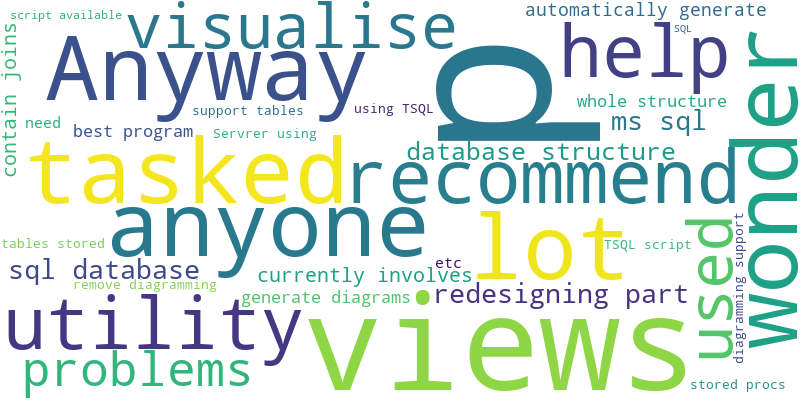 script available
visualise
automatically generate
SQL
Anyway
help
wonder
contain joins
q
whole structure
using TSQL
support tables
ms sql
need
best program
Servrer using
database structure
tasked
recommend
anyone
lot
used
diagramming support
tables stored
TSQL script
etc
sql database
currently involves
remove diagramming
generate diagrams
redesigning part
utility
views
problems
stored procs